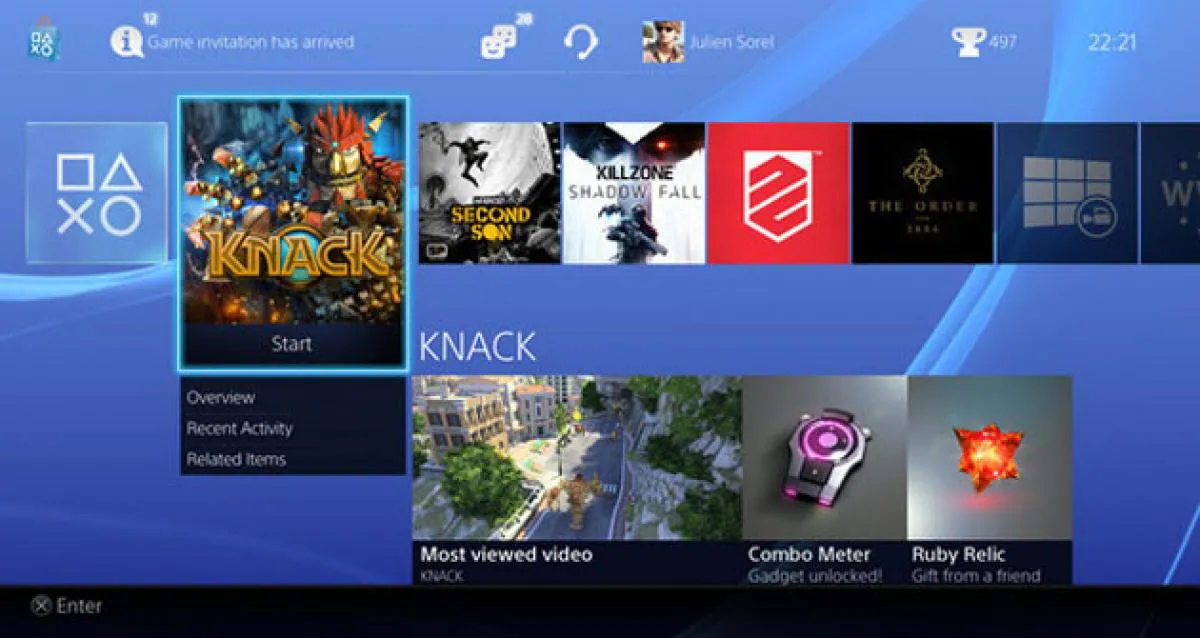 12
Game invitation has arrived
28
Julien Sorel
497
22:21
KNACK
SECOND
SON
KILLZONE
SHADOW FALL
THE ORDER
1886
W
Start
KNACK
Overview
Recent Activity
Related Items
Most viewed video
KNACK
Combo Meter
Gadget unlocked!
Ruby Relic
Gift from a friend
Enter